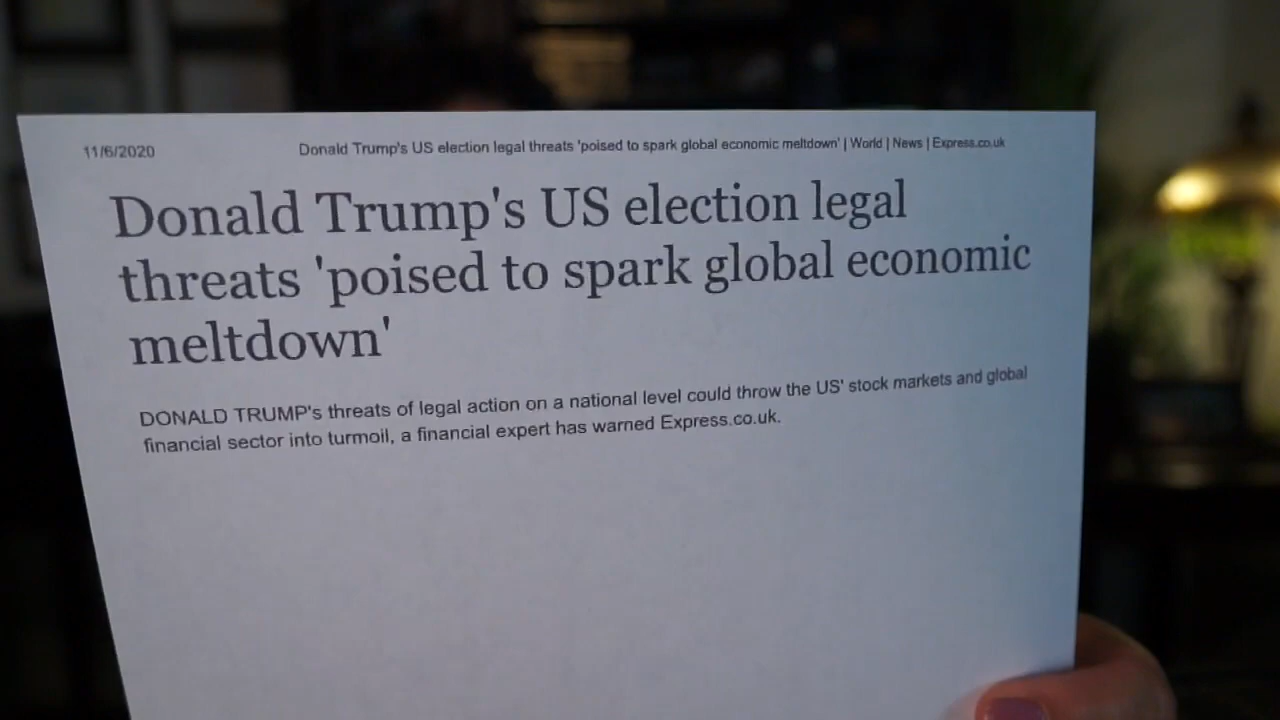 11/6/2020 Donald Trump's US election legal threats 'poised to spark global economic meltdown' | World | News | Express.co.uk
Donald Trump's US election legal
threats 'poised to spark global economic
meltdown'
DONALD TRUMP's threats of legal action on a national level could throw the US' stock markets and global
financial sector into turmoil, a financial expert has warned Express.co.uk.